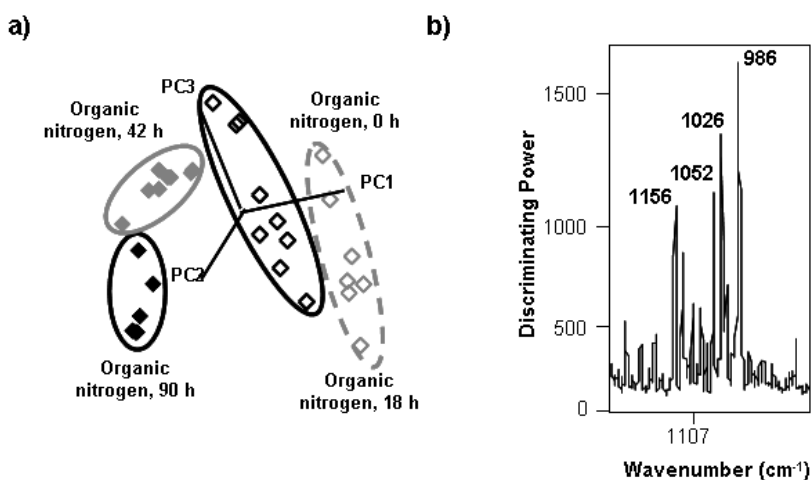 a)
PC3
Organic
nitrogen, 42 h
Organic
nitrogen, 0 h
PC1
PC2
Organic
nitrogen, 90 h
Organic
nitrogen, 18 h
b)
Discriminating Power
1500
1000
500
0
986
1026
1052
1156
1107
Wavenumber (cm-1)